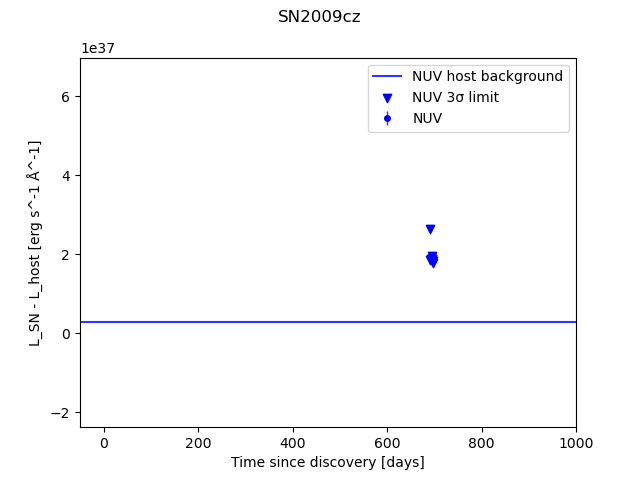 SN2009cz
1e37
NUV host background
NUV 3σ limit
NUV
6
4
2
0
−2
L_SN - L_host [erg s^-1 Å^-1]
0 200 400 600 800 1000
Time since discovery [days]